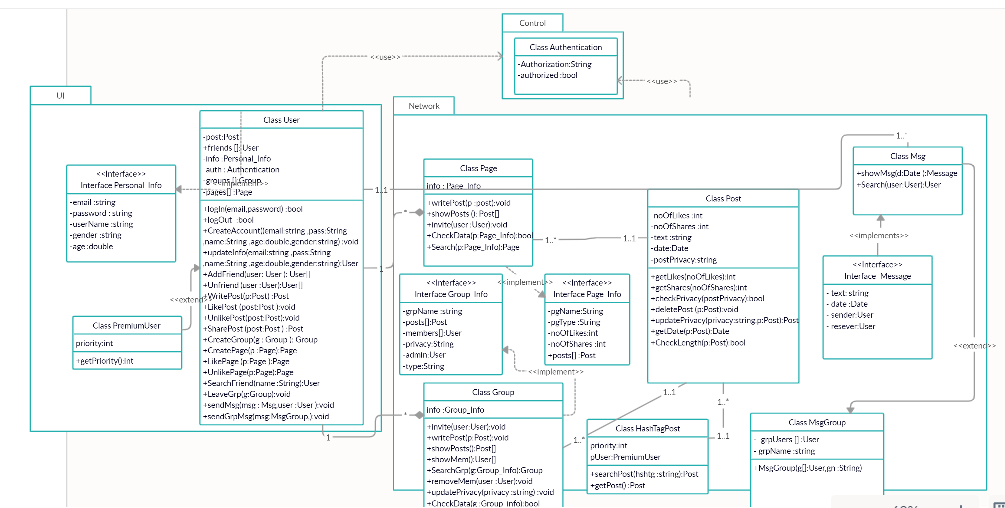 Control
Class Authentication
-Authorization:String
-authorized :bool
<<use>>
<<use>>
UI
Class User
-post:Post
+friends []: User
-info :Personal_Info
auth : Authentication
-groups []:Group
-pages[] :Page
+logIn(email,password) :bool
+logOut :bool
+CreateAccount(email:string ,pass:String
,name:String ,age:double,gender:string) :void
+updateInfo(email:string ,pass:String
,name:String ,age:double,gender:string):User
+AddFriend(user: User ): User[]
+Unfriend (user :User):User[]
+WritePost(p:Post) :Post
+LikePost (post:Post ):void
+UnlikePost(post:Post):void
+SharePost (post:Post ) :Post
+CreateGroup(g : Group ): Group
+CreatePage(p :Page):Page
+LikePage (p:Page ):Page
+UnlikePage(p:Page):Page
+SearchFriend(name :String):User
+LeaveGrp(g:Group):void
+sendMsg(msg : Msg,user :User ):void
+sendGrpMsg(msg:MsgGroup,):void
<<Interface>>
Interface Personal_Info
-email :string
-password : string
-userName :string
-gender :string
-age:double
<<implement>>
<<extend>>
Class PremiumUser
priority:int
+getPriority():int
Network
1..1
1..*
1
*
1
*
Class Page
info : Page_Info
+writePost(p :post):void
+showPosts (): Post[]
+invite(user: User):void
+CheckData(p:Page_Info):bool
+Search(p:Page_Info):Page
1..*
1..1
<<implement>>
<<Interface>>
Interface Group_Info
-grpName :string
-posts[]:Post
-members[]:User
-privacy:String
-admin:User
-type:String
<<Interface>>
Interface Page_Info
-pgName:String
-pgType:String
-noOfLikes:int
-noOfShares :int
+posts[] :Post
<<implement>>
Class Group
info :Group_Info
+invite(user:User):void
+writePost(p: Post):void
+showPosts():Post[]
+showMem():User[]
+SearchGrp(g:Group_Info):Group
+removeMem(user :User):void
+updatePrivacy(privacy :string) :void
+CheckData(g :Group_info):bool
Class Post
noOfLikes :int
-noOfShares :int
-text :string
-date:Date
-postPrivacy:string
+getLikes(noOfLikes):int
+getShares(noOfShares):int
+checkPrivacy(postPrivacy):bool
+deletePost (p:Post):void
+updatePrivacy(privacy:string,p:Post):Post
+getDate(p:Post):Date
+CheckLength(p:Post):bool
1..1
1..*
1..*
1..1
Class HashTagPost
priority:int
pUser:PremiumUser
+searchPost(hshtg :string):Post
+getPost() :Post
Class Msg
+showMsg(d:Date ):Message
+Search(user:User):User
<<implements>>
<<Interface>>
Interface_Message
- text: string
- date :Date
- sender:User
- resever:User
<<extend>>
Class MsgGroup
- grpUsers []:User
- grpName :string
+MsgGroup(g[]:User,gn :String)